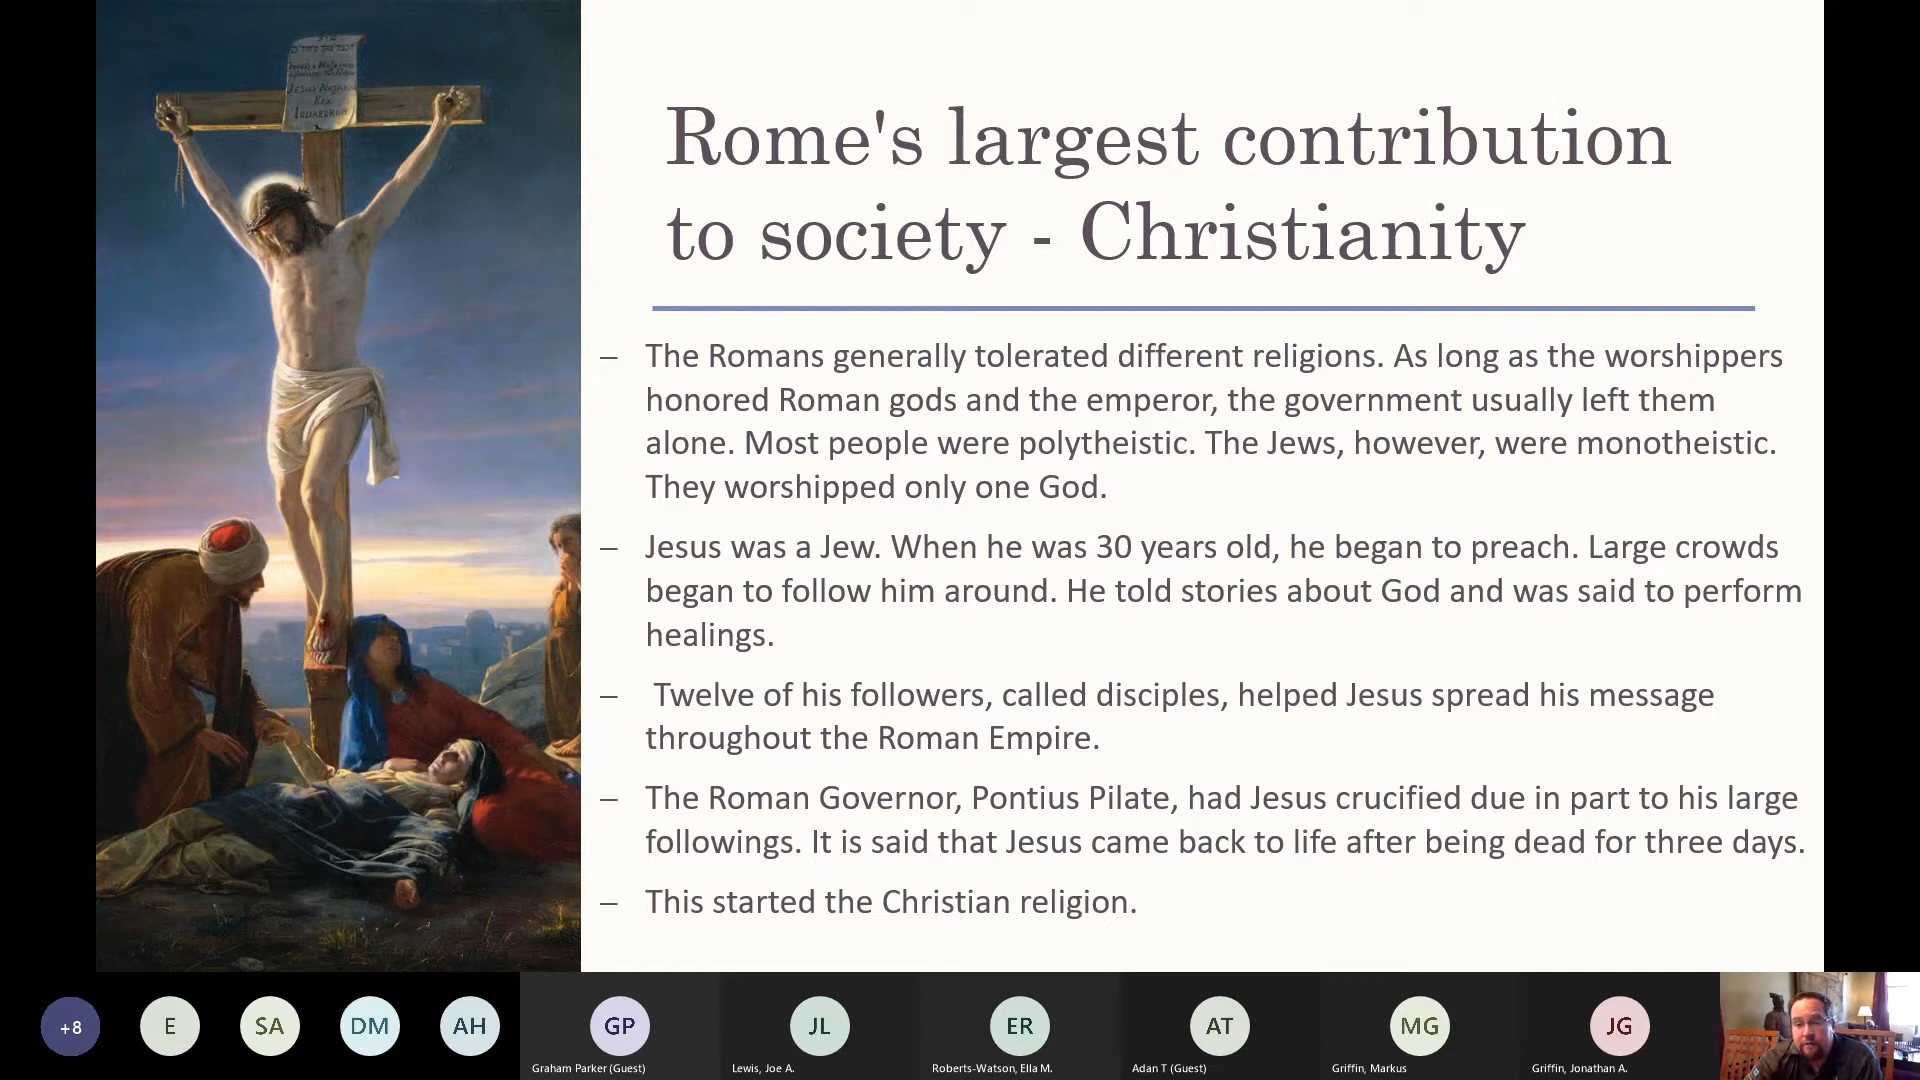 Jesus Nazare
Rex
Iudaeorum
Rome's largest contribution
to society - Christianity
– The Romans generally tolerated different religions. As long as the worshippers
honored Roman gods and the emperor, the government usually left them
alone. Most people were polytheistic. The Jews, however, were monotheistic.
They worshipped only one God.
– Jesus was a Jew. When he was 30 years old, he began to preach. Large crowds
began to follow him around. He told stories about God and was said to perform
healings.
– Twelve of his followers, called disciples, helped Jesus spread his message
throughout the Roman Empire.
– The Roman Governor, Pontius Pilate, had Jesus crucified due in part to his large
followings. It is said that Jesus came back to life after being dead for three days.
– This started the Christian religion.
+8 E SA DM AH GP JL ER AT MG JG
Graham Parker (Guest) Lewis, Joe A. Roberts-Watson, Ella M. Adan T (Guest) Griffin, Markus Griffin, Jonathan A.